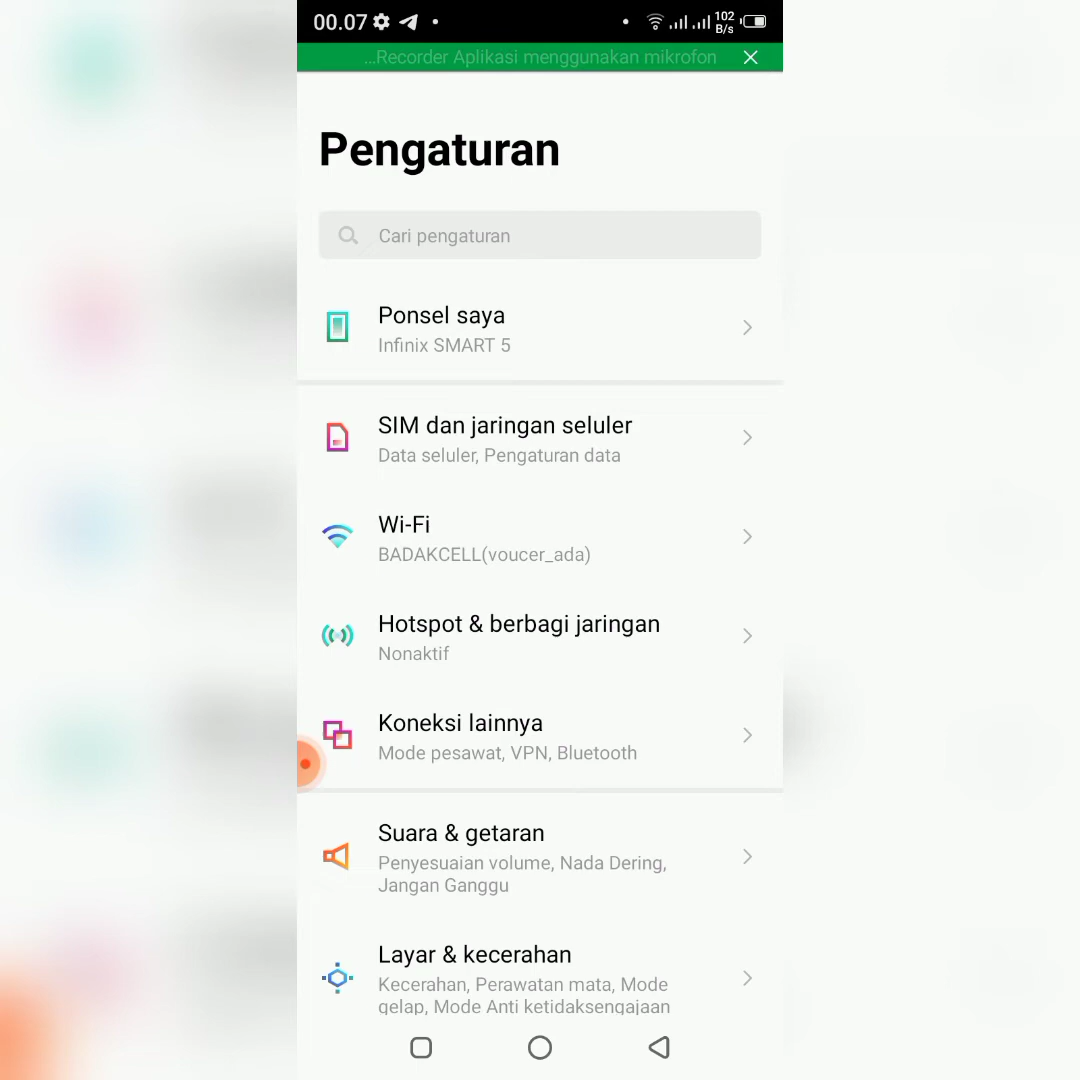 00.07
102
B/s
...Recorder Aplikasi menggunakan mikrofon
Pengaturan
Cari pengaturan
Ponsel saya
Infinix SMART 5
SIM dan jaringan seluler
Data seluler, Pengaturan data
Wi-Fi
BADAKCELL(voucer_ada)
Hotspot & berbagi jaringan
Nonaktif
Koneksi lainnya
Mode pesawat, VPN, Bluetooth
Suara & getaran
Penyesuaian volume, Nada Dering,
Jangan Ganggu
Layar & kecerahan
Kecerahan, Perawatan mata, Mode
gelap, Mode Anti ketidaksengajaan